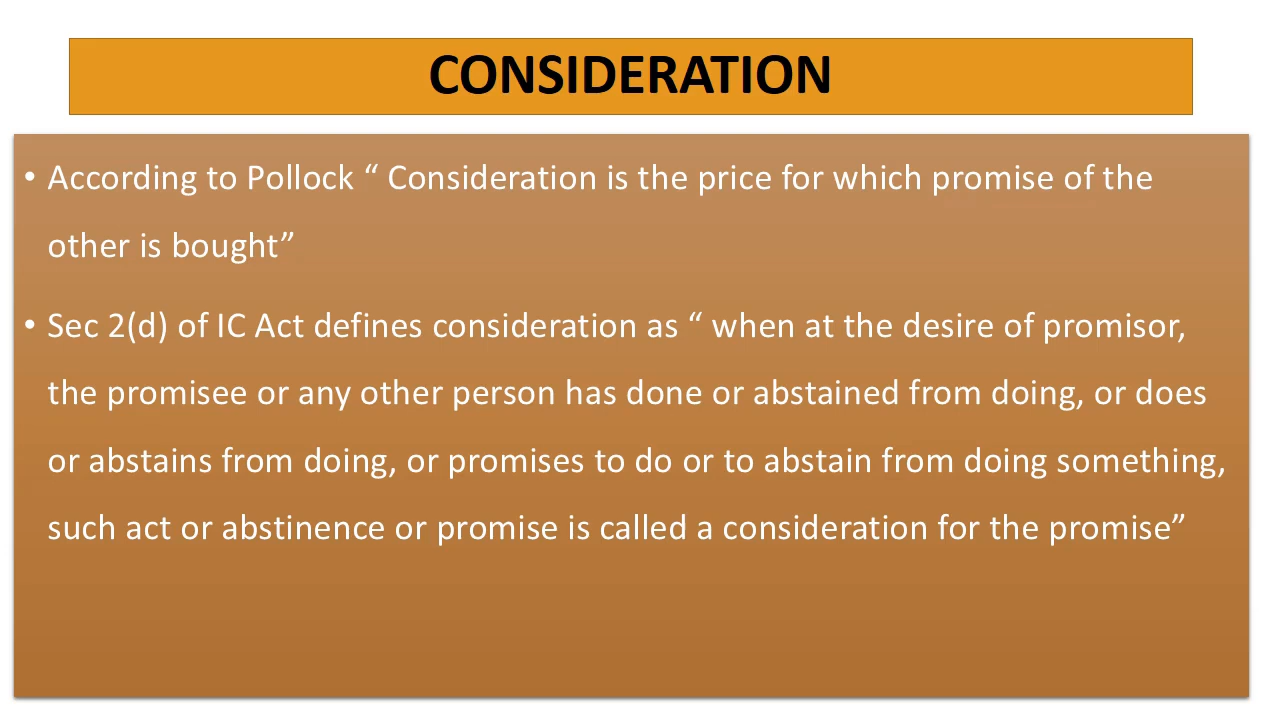 CONSIDERATION
• According to Pollock “ Consideration is the price for which promise of the
other is bought”
• Sec 2(d) of IC Act defines consideration as “ when at the desire of promisor,
the promisee or any other person has done or abstained from doing, or does
or abstains from doing, or promises to do or to abstain from doing something,
such act or abstinence or promise is called a consideration for the promise”